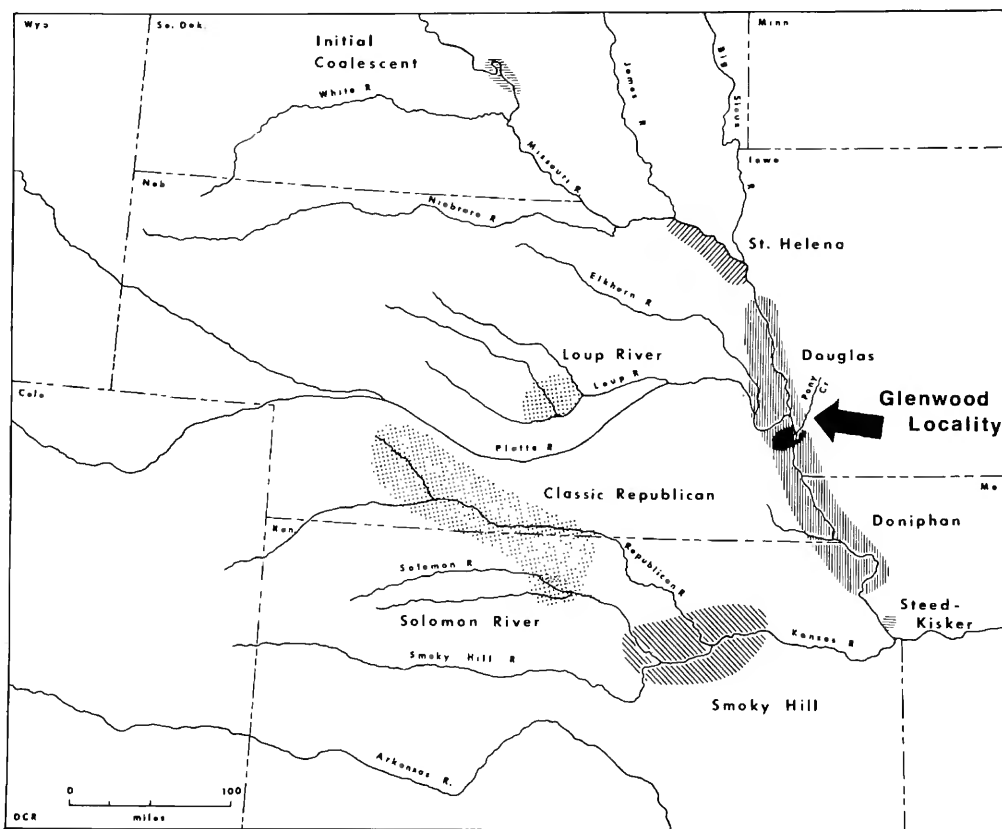 Wyo
So. Dak.
Minn
Initial
Coalescent
White R
James R
Big Sioux R
Missouri R
Iowa
Neb
Niobrara R
St. Helena
Elkhorn R
Loup River
Loup R
Douglas
Pony Cr
Glenwood
Locality
Colo
Platte R
Classic Republican
Mo
Kan
Doniphan
Republican R
Solomon R
Steed-
Kisker
Solomon River
Kansas R
Smoky Hill R
Smoky Hill
Arkansas R.
0 100
miles
DCR